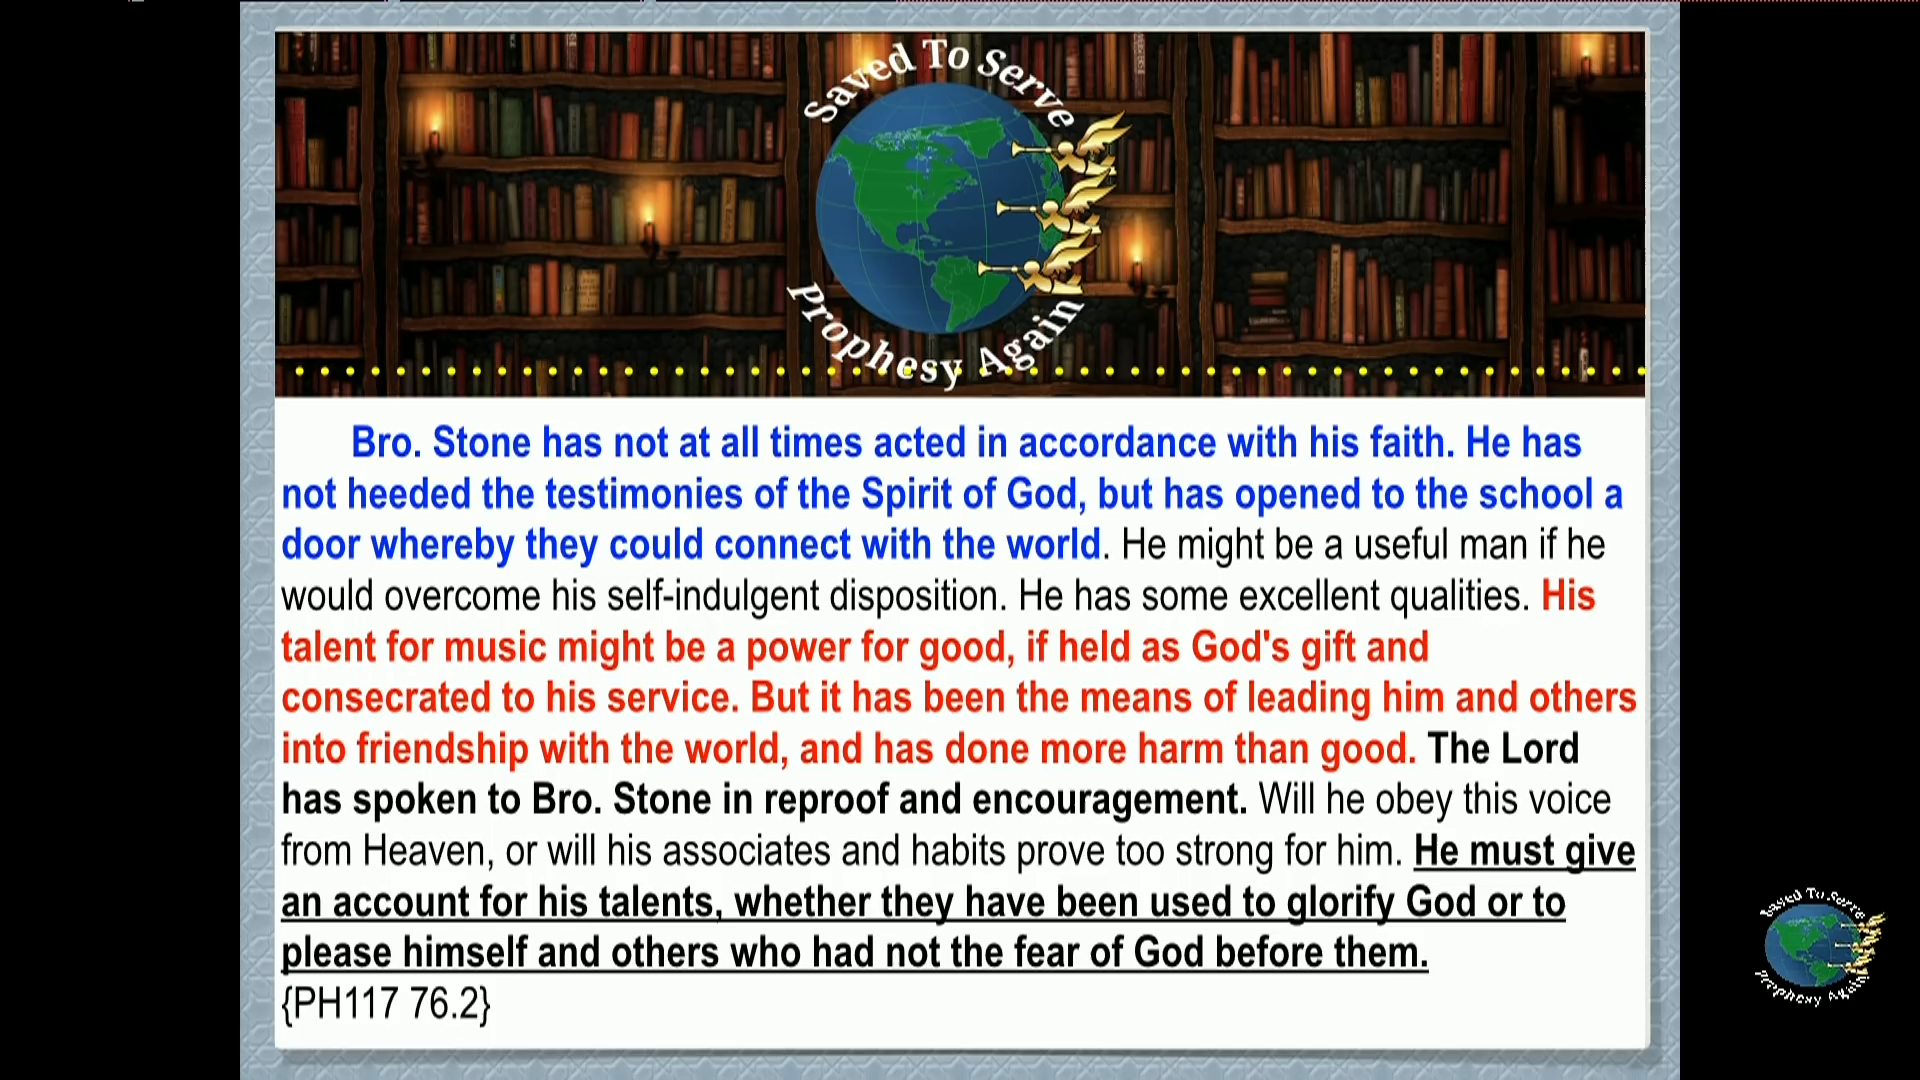 Saved To Serve
Prophesy Again
Bro. Stone has not at all times acted in accordance with his faith. He has
not heeded the testimonies of the Spirit of God, but has opened to the school a
door whereby they could connect with the world. He might be a useful man if he
would overcome his self-indulgent disposition. He has some excellent qualities. His
talent for music might be a power for good, if held as God's gift and
consecrated to his service. But it has been the means of leading him and others
into friendship with the world, and has done more harm than good. The Lord
has spoken to Bro. Stone in reproof and encouragement. Will he obey this voice
from Heaven, or will his associates and habits prove too strong for him. He must give
an account for his talents, whether they have been used to glorify God or to
please himself and others who had not the fear of God before them.
{PH117 76.2}
Saved To Serve
Prophesy Again